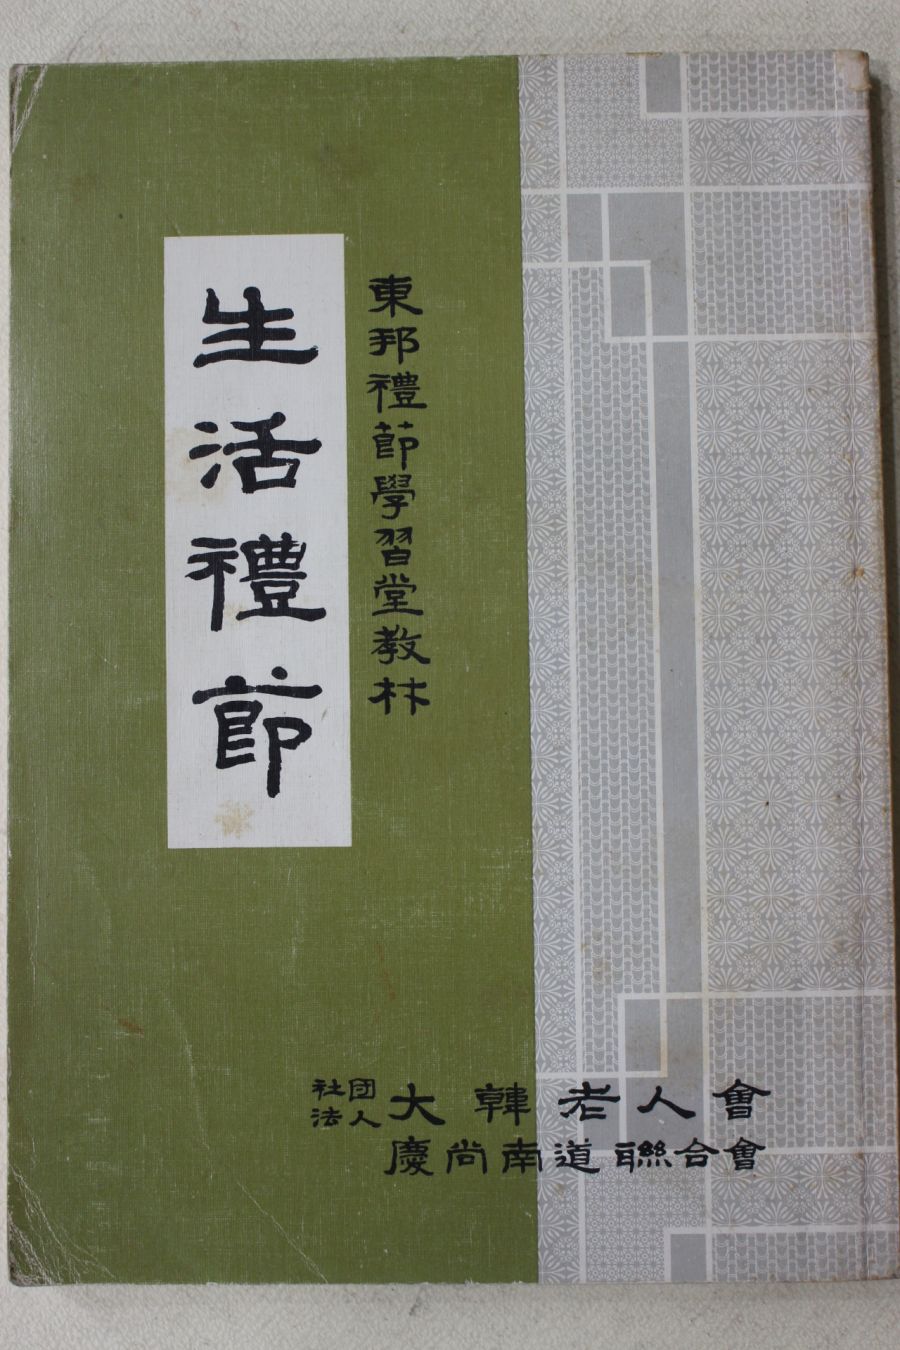 東邦禮節學習堂教林
生活禮節
社団法人 大韓老人會
慶尚南道聯合會